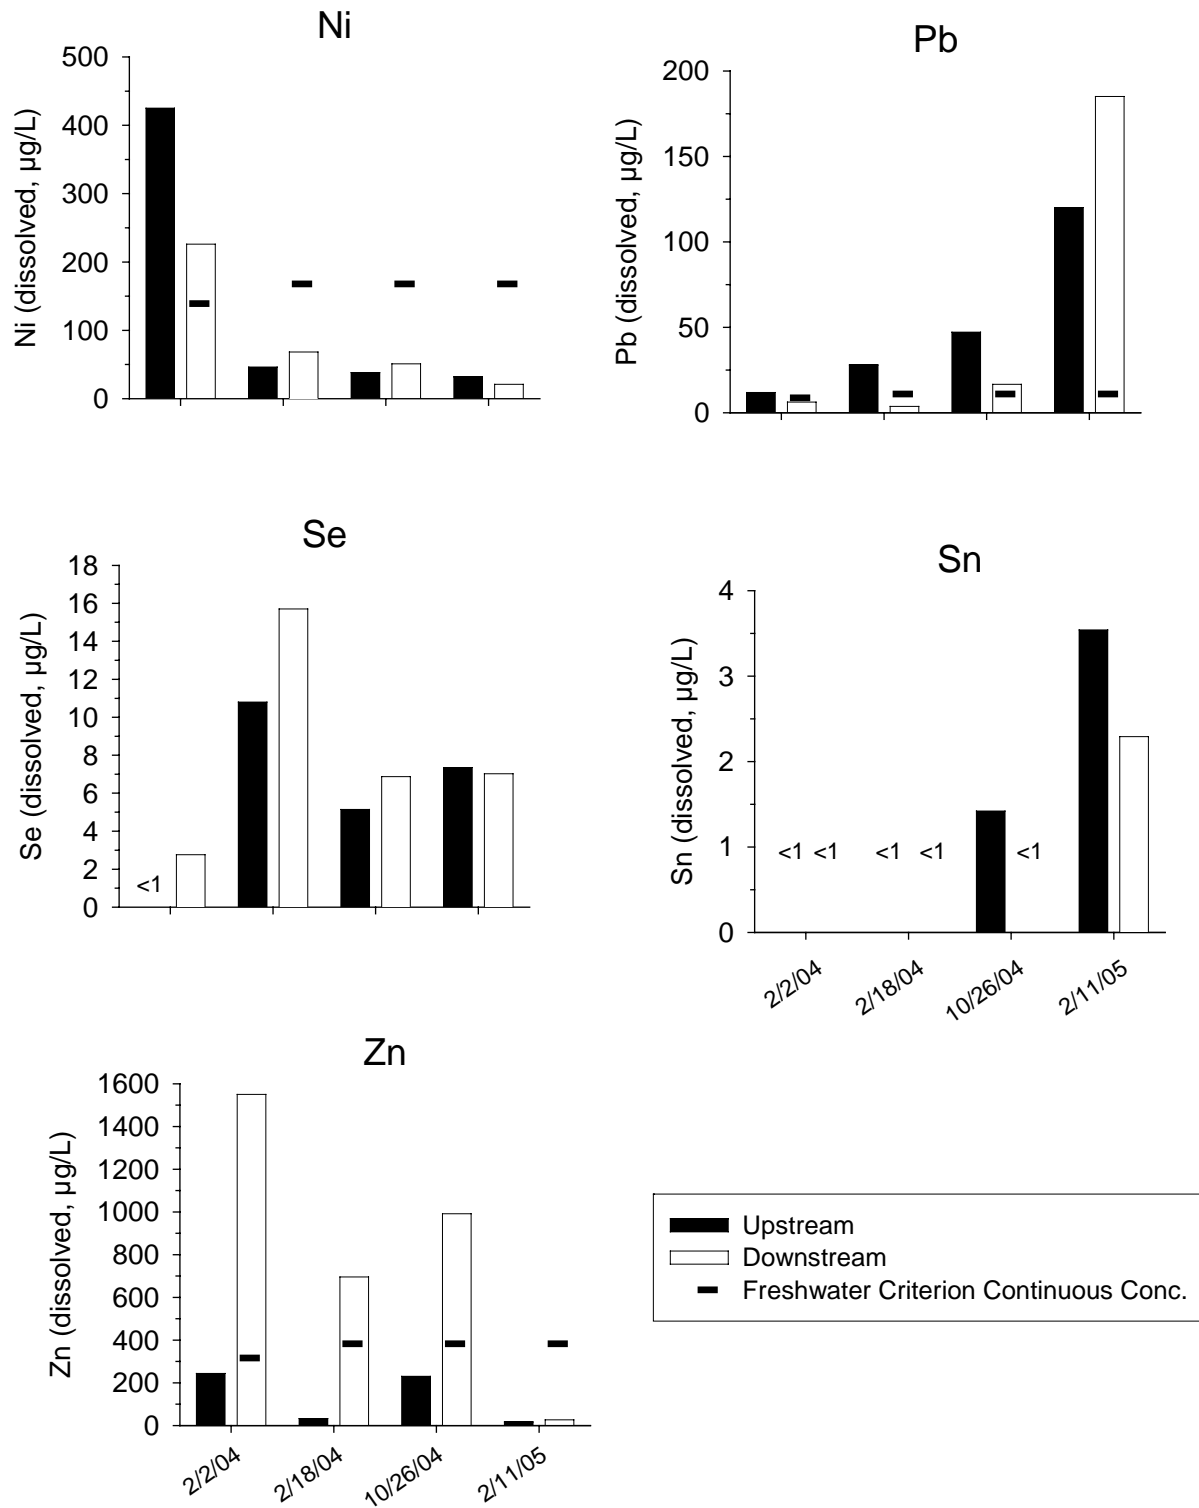 Ni
500
400
300
200
100
0
Ni (dissolved, µg/L)
Pb
200
150
100
50
0
Pb (dissolved, µg/L)
Se
18
16
14
12
10
8
6
4
2
0
Se (dissolved, µg/L)
<1
Sn
4
3
2
1
0
Sn (dissolved, µg/L)
<1 <1 <1 <1 <1
2/2/04 2/18/04 10/26/04 2/11/05
Zn
1600
1400
1200
1000
800
600
400
200
0
Zn (dissolved, µg/L)
2/2/04 2/18/04 10/26/04 2/11/05
Upstream
Downstream
Freshwater Criterion Continuous Conc.